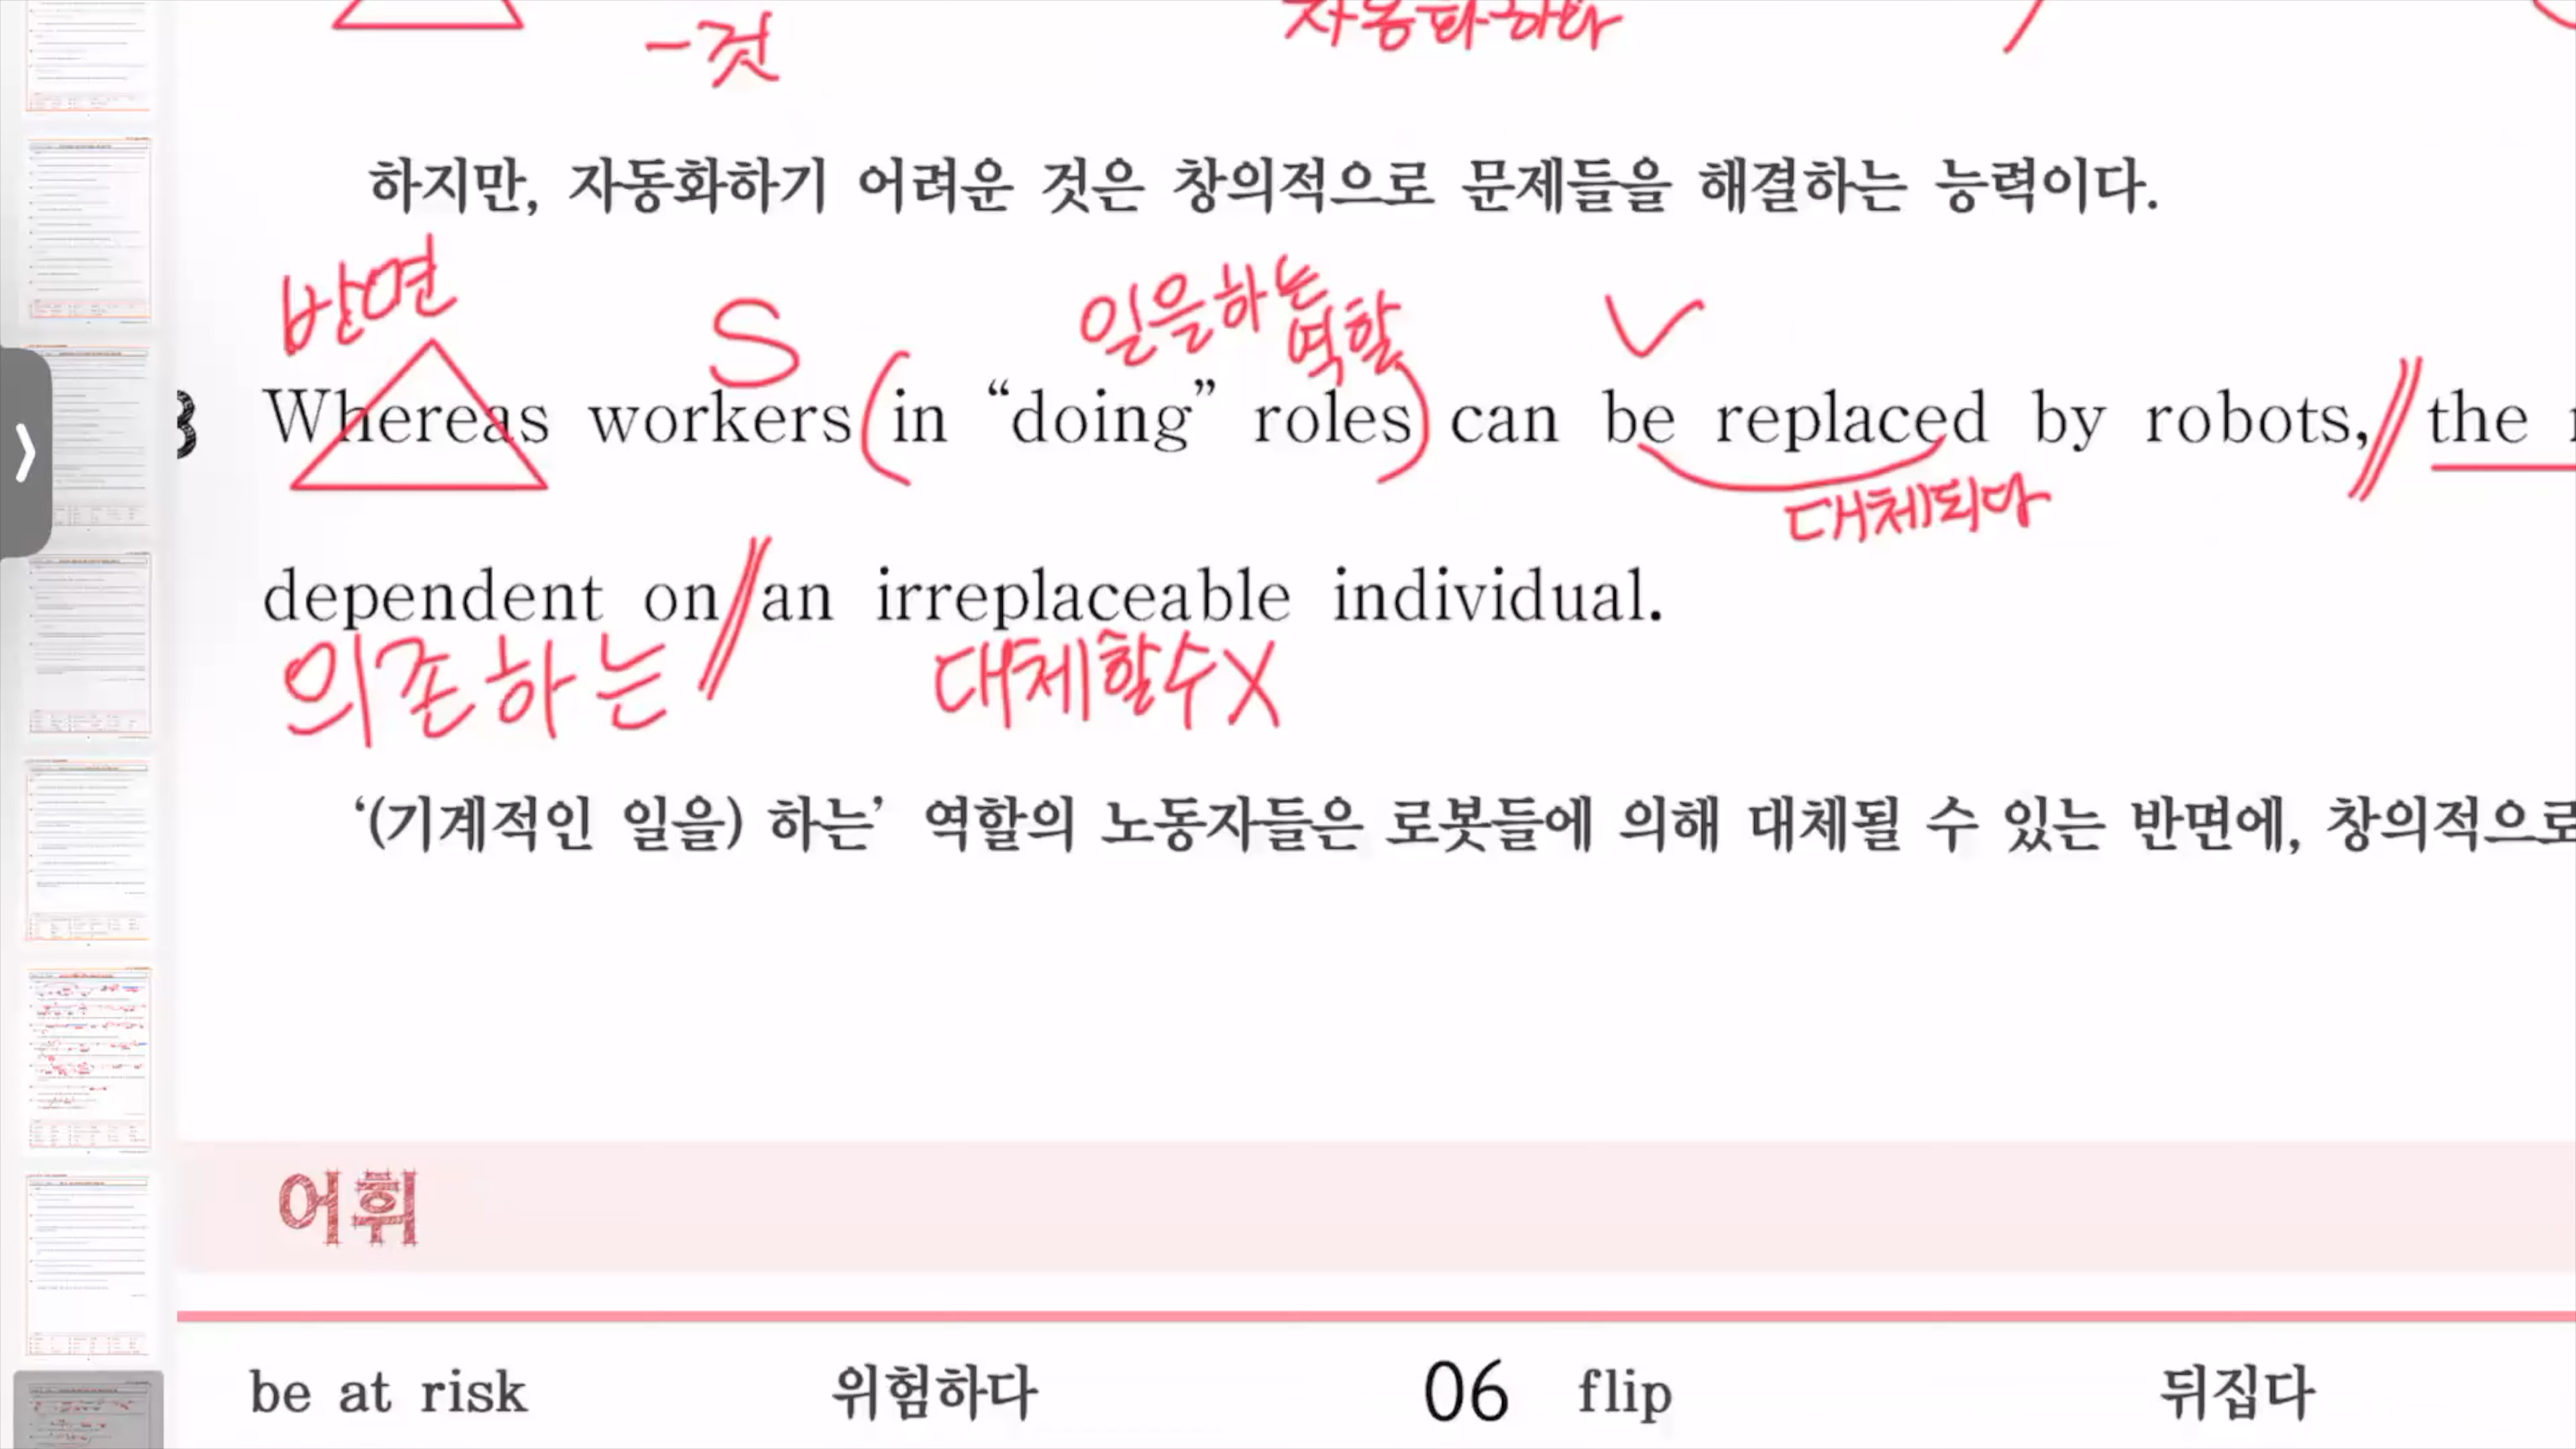 -것
자동화하다
하지만, 자동화하기 어려운 것은 창의적으로 문제들을 해결하는 능력이다.
반면 S 일을하는 역할 V
Whereas workers (in “doing” roles) can be replaced by robots, // the
대체되다
dependent on // an irreplaceable individual.
의존하는 대체할수X
‘(기계적인 일을) 하는’ 역할의 노동자들은 로봇들에 의해 대체될 수 있는 반면에, 창의적으로
어휘
be at risk 위험하다 06 flip 뒤집다